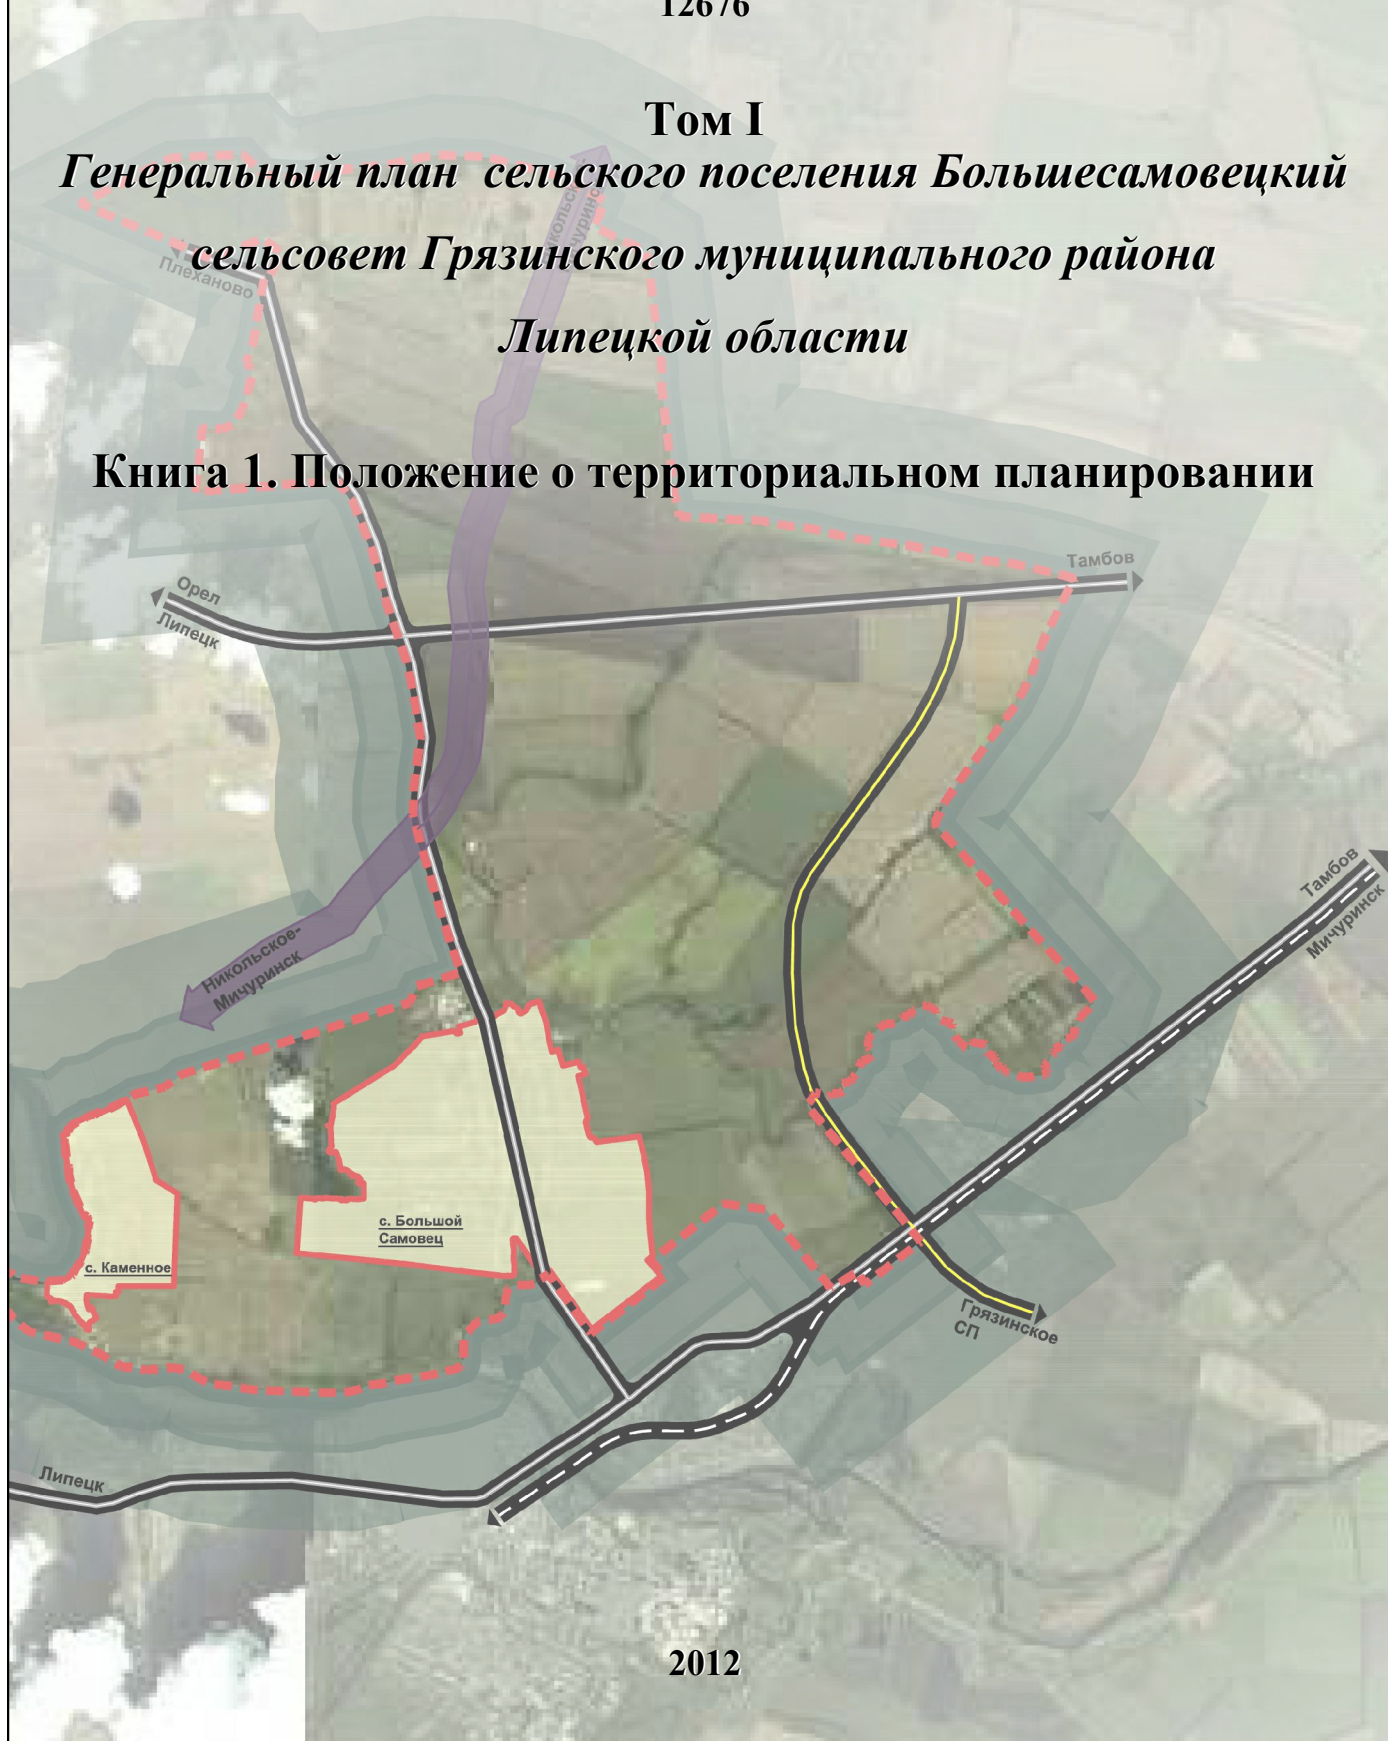 12676
Том I
Генеральный план сельского поселения Большесамовецкий
сельсовет Грязинского муниципального района
Липецкой области
Плеханово
Книга 1. Положение о территориальном планировании
Тамбов
Орел
Липецк
Тамбов
Мичуринск
Никольское-
Мичуринск
с. Большой
Самовец
с. Каменное
Грязинское
СП
Липецк
2012